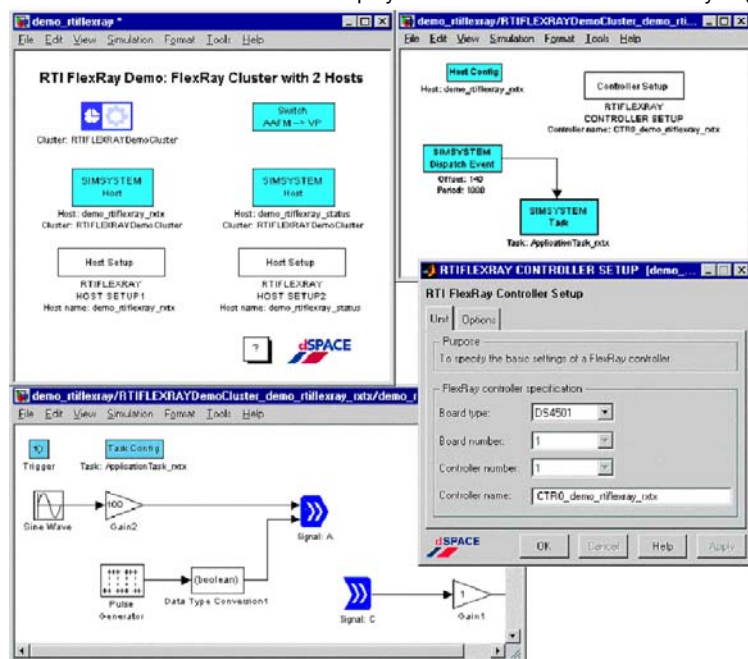 demo_rtiflexray *
File Edit View Simulation Format Tools Help
RTI FlexRay Demo: FlexRay Cluster with 2 Hosts
Cluster: RTIFLEXRAYDemoCluster
Switch
AAFM --> VP
SIMSYSTEM
Host
Host: demo_rtiflexray_rxtx
Cluster: RTIFLEXRAYDemoCluster
SIMSYSTEM
Host
Host: demo_rtiflexray_status
Cluster: RTIFLEXRAYDemoCluster
Host Setup
RTIFLEXRAY
HOST SETUP1
Host name: demo_rtiflexray_rxtx
Host Setup
RTIFLEXRAY
HOST SETUP2
Host name: demo_rtiflexray_status
?
dSPACE
demo_rtiflexray/RTIFLEXRAYDemoCluster_demo_rti...
File Edit View Simulation Format Tools Help
Host Config
Host: demo_rtiflexray_rxtx
Controller Setup
RTIFLEXRAY
CONTROLLER SETUP
Controller name: CTR0_demo_rtiflexray_rxtx
SIMSYSTEM
Dispatch Event
Offset: 140
Period: 1000
SIMSYSTEM
Task
Task: ApplicationTask_rxtx
RTIFLEXRAY CONTROLLER SETUP [demo_...
RTI FlexRay Controller Setup
Unit Options
Purpose
To specify the basic settings of a FlexRay controller
FlexRay controller specification
Board type: DS4501
Board number: 1
Controller number: 1
Controller name: CTR0_demo_rtiflexray_rxtx
dSPACE
OK Cancel Help Apply
demo_rtiflexray/RTIFLEXRAYDemoCluster_demo_rtiflexray_rxtx/demo_r
File Edit View Simulation Format Tools Help
Trigger
Task Config
Task: ApplicationTask_rxtx
Sine Wave
100
Gain2
Signal: A
Pulse
Generator
(boolean)
Data Type Conversion1
Signal: C
1
Gain1